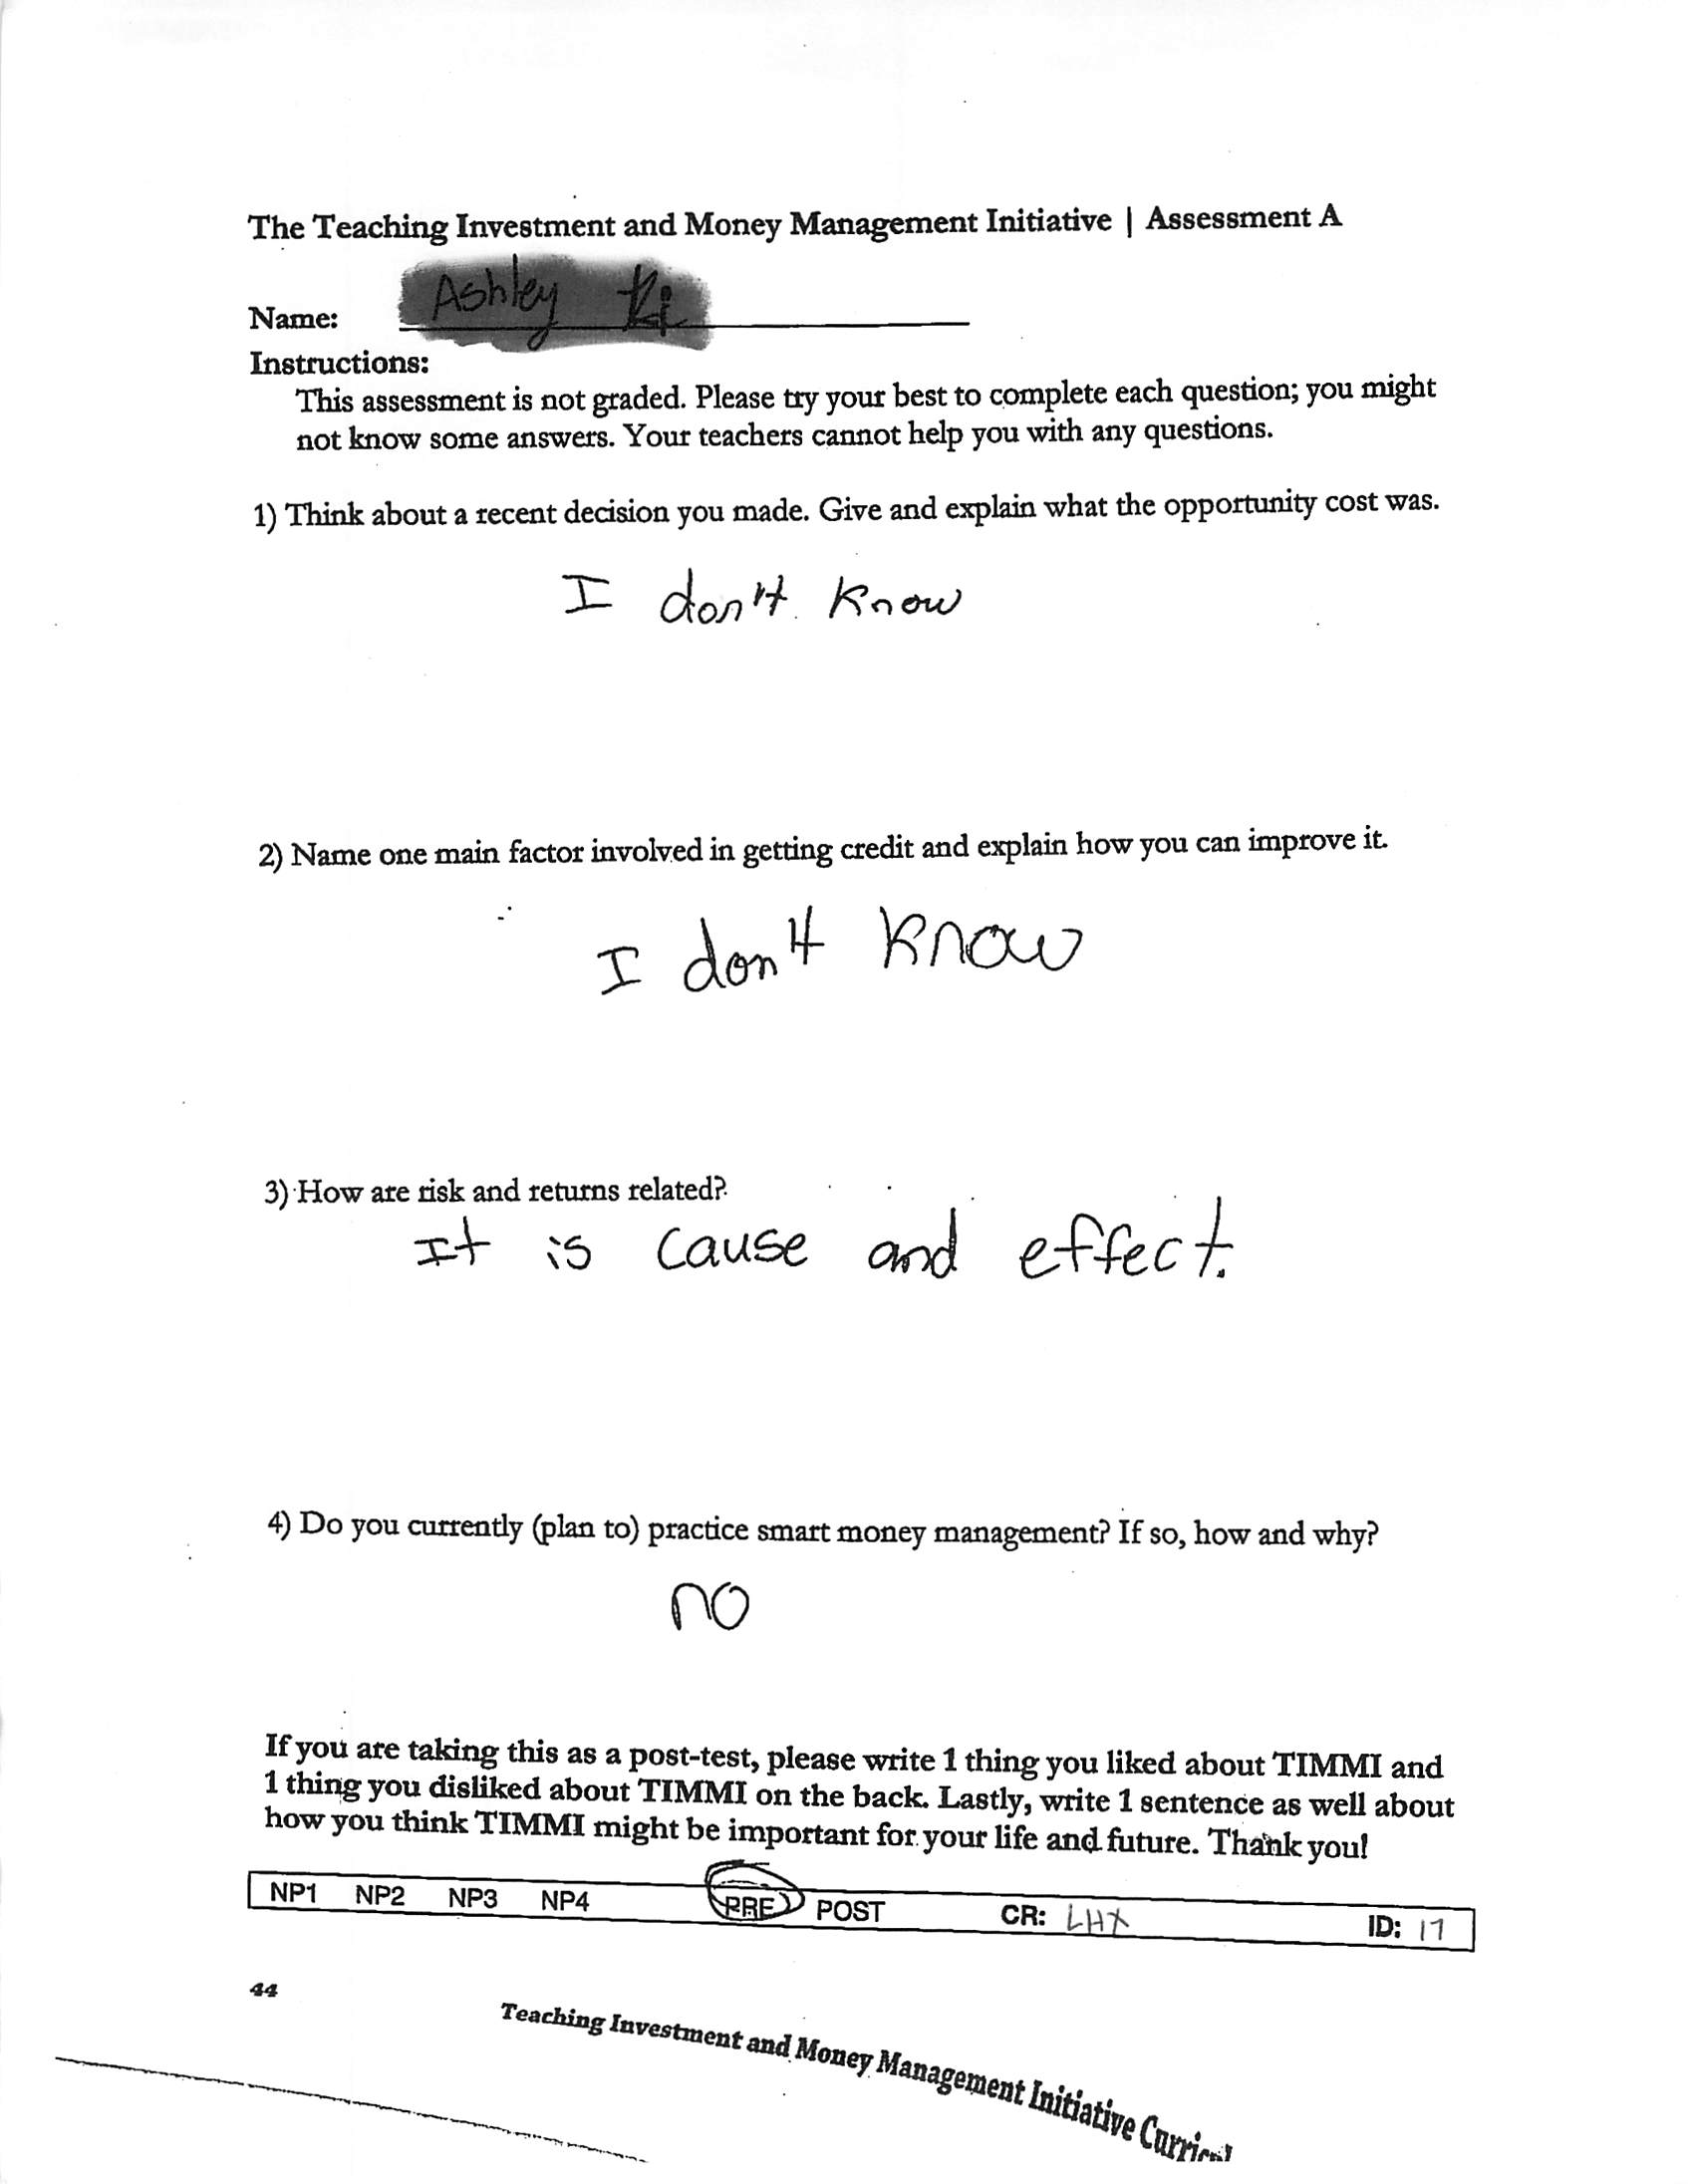 The Teaching Investment and Money Management Initiative | Assessment A
Name: Ashley Ki
Instructions:
This assessment is not graded. Please try your best to complete each question; you might
not know some answers. Your teachers cannot help you with any questions.
1) Think about a recent decision you made. Give and explain what the opportunity cost was.
I don't know
2) Name one main factor involved in getting credit and explain how you can improve it.
I don't know
3) How are risk and returns related?
It is cause and effect.
4) Do you currently (plan to) practice smart money management? If so, how and why?
no
If you are taking this as a post-test, please write 1 thing you liked about TIMMI and
1 thing you disliked about TIMMI on the back. Lastly, write 1 sentence as well about
how you think TIMMI might be important for your life and future. Thank you!
NP1 NP2 NP3 NP4 PRE POST CR: LHX ID: 17
44
Teaching Investment and Money Management Initiative